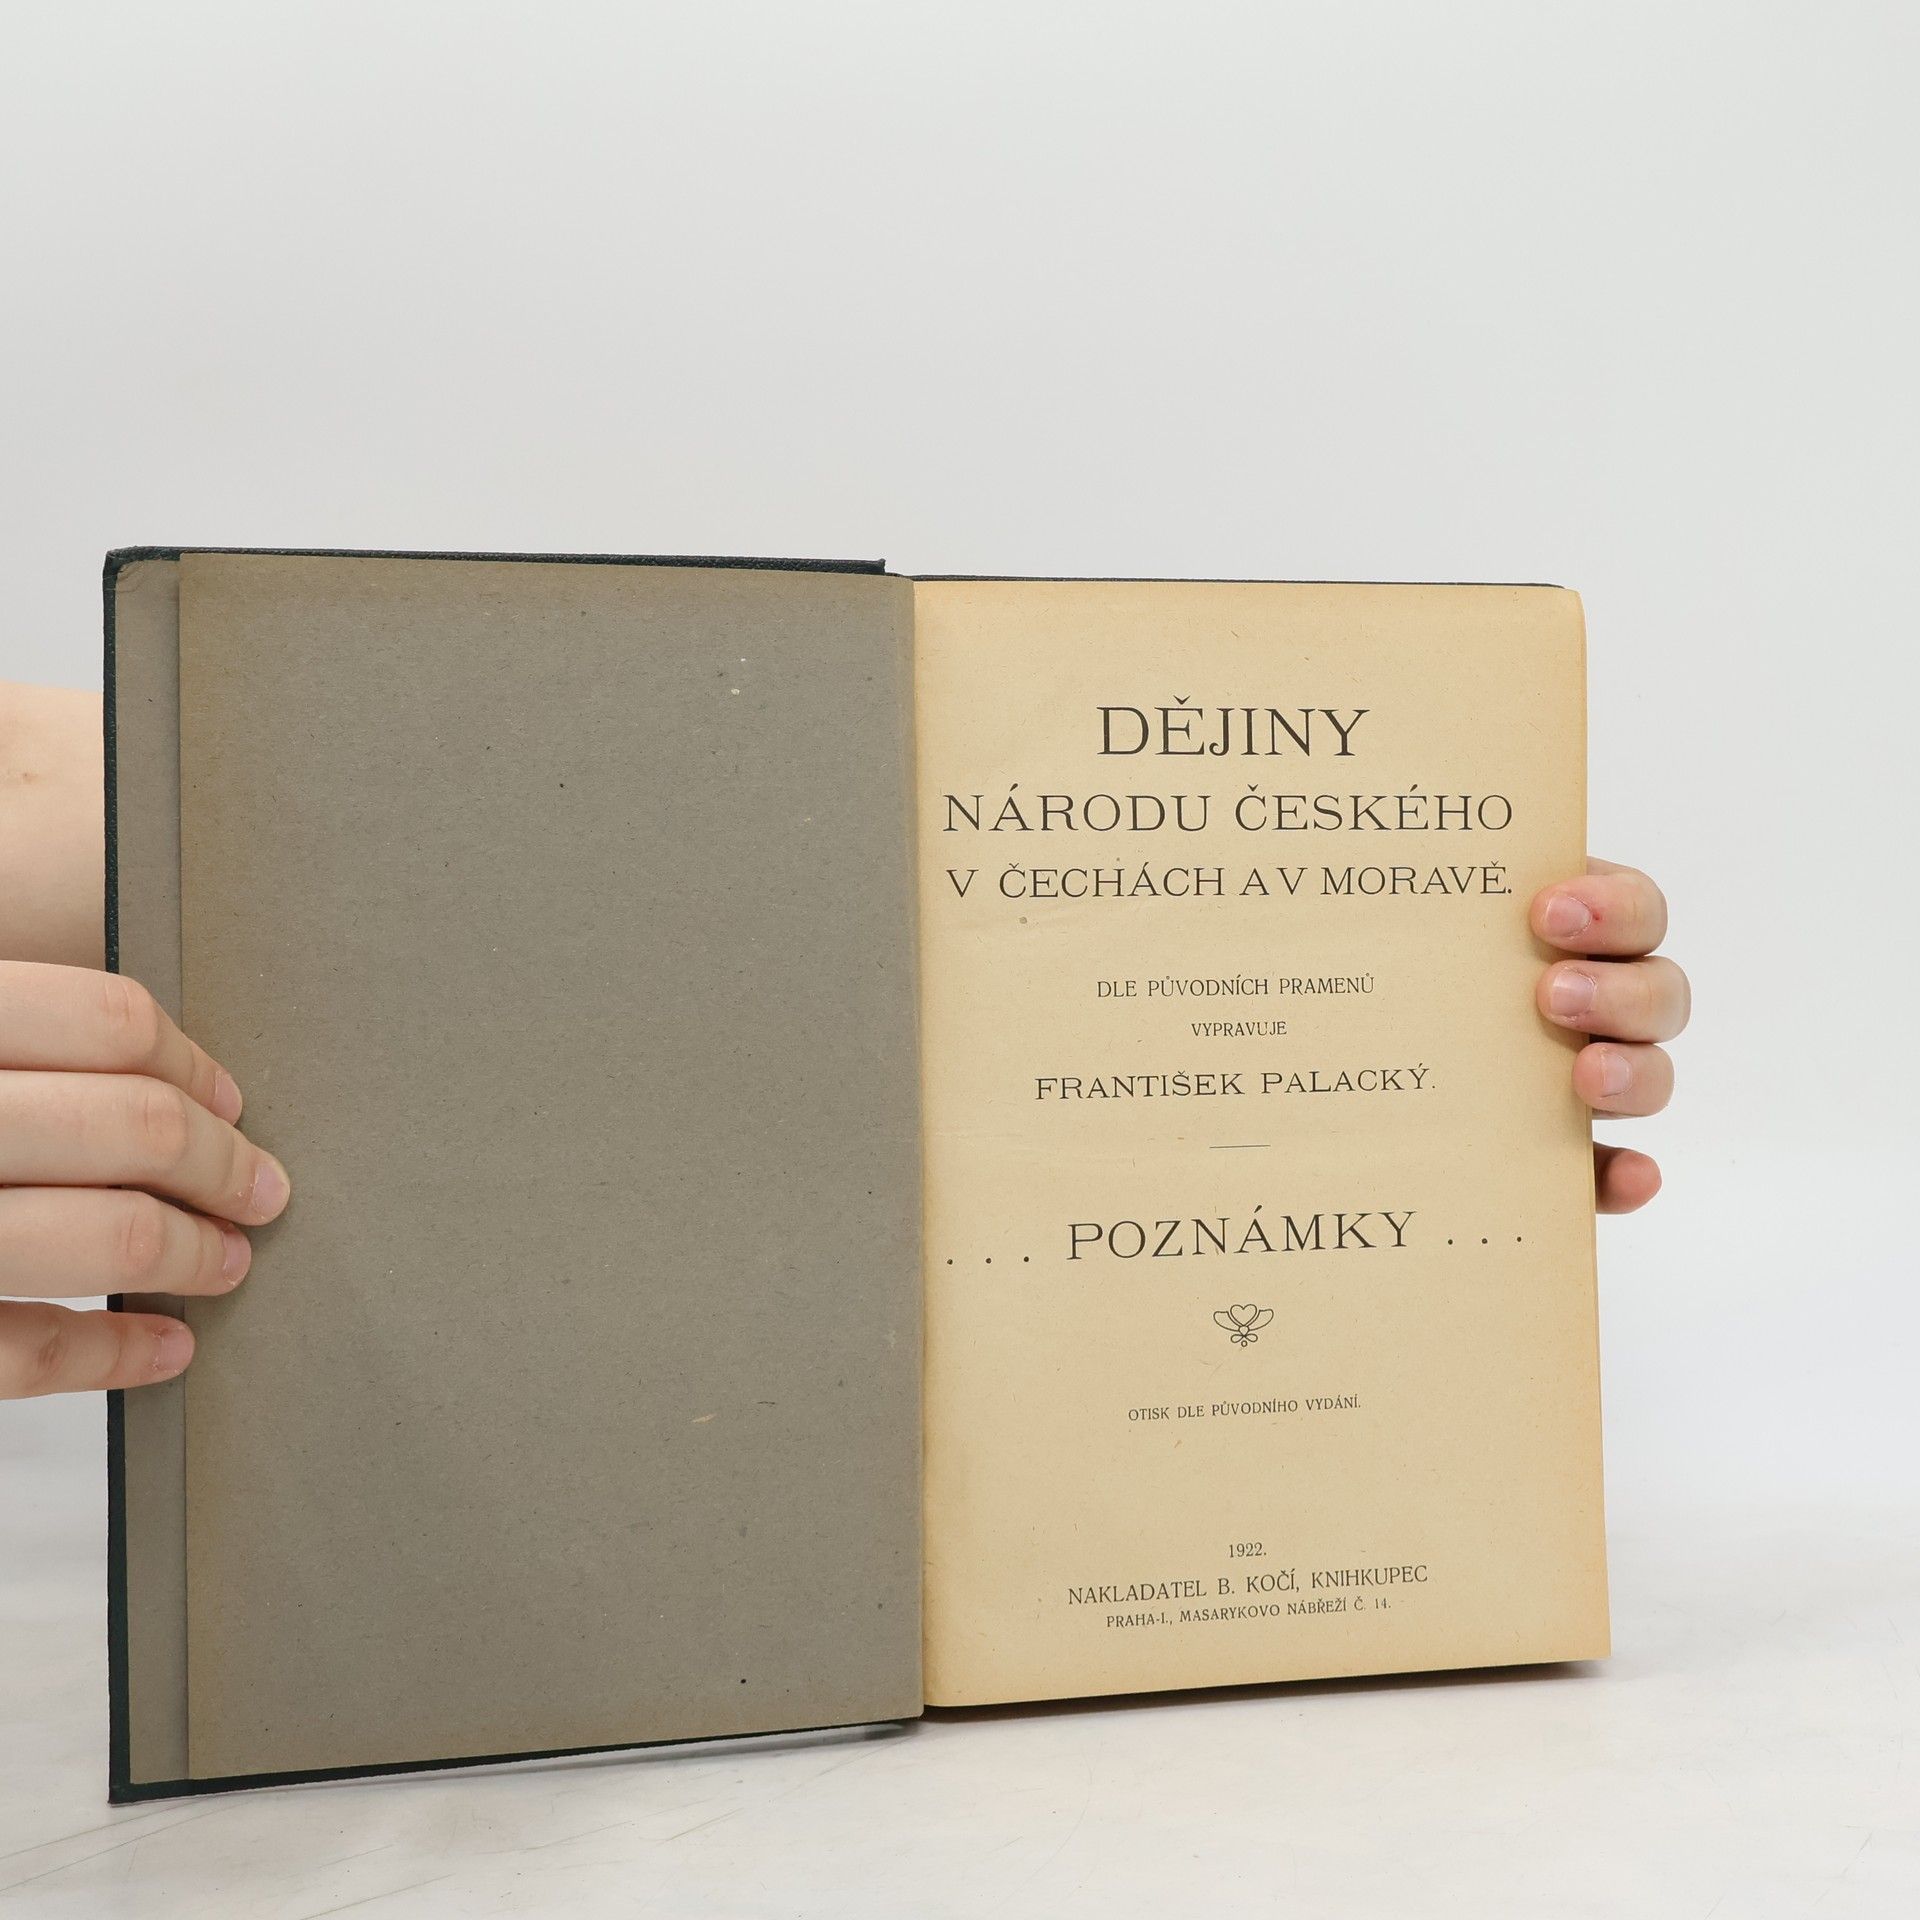 DĚJINY
NÁRODU ČESKÉHO
V ČECHÁCH A V MORAVĚ.
DLE PŮVODNÍCH PRAMENŮ
VYPRAVUJE
FRANTIŠEK PALACKÝ.
. . . POZNÁMKY . . .
OTISK DLE PŮVODNÍHO VYDÁNÍ.
1922.
NAKLADATEL B. KOČÍ, KNIHKUPEC
PRAHA-I., MASARYKOVO NÁBŘEŽÍ Č. 14.